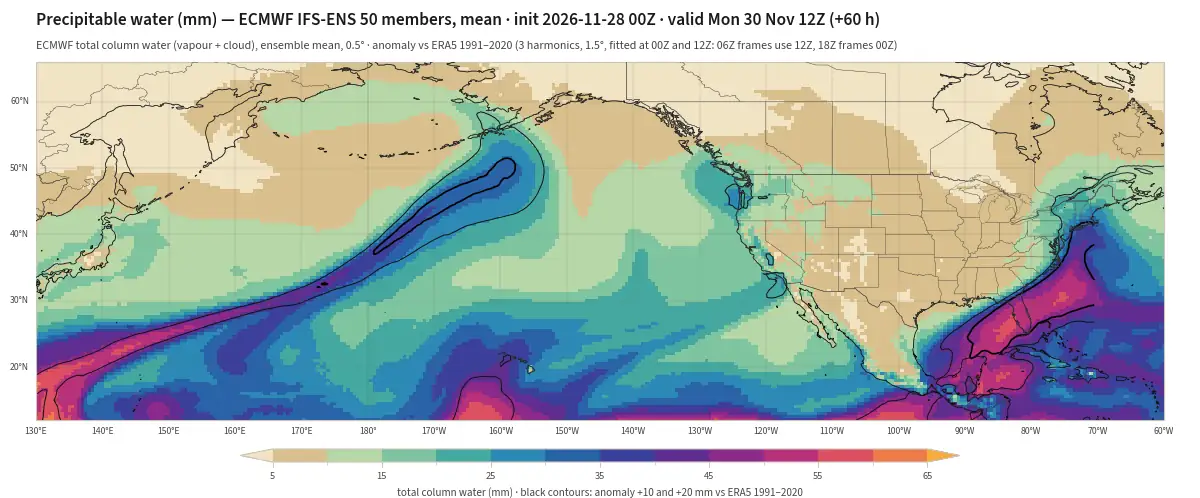 Precipitable water (mm) — ECMWF IFS-ENS 50 members, mean · init 2026-11-28 00Z · valid Mon 30 Nov 12Z (+60 h)
ECMWF total column water (vapour + cloud), ensemble mean, 0.5° · anomaly vs ERA5 1991–2020 (3 harmonics, 1.5°, fitted at 00Z and 12Z: 06Z frames use 12Z, 18Z frames 00Z)
60°N
50°N
40°N
30°N
20°N
130°E 140°E 150°E 160°E 170°E 180° 170°W 160°W 150°W 140°W 130°W 120°W 110°W 100°W 90°W 80°W 70°W 60°W
5 15 25 35 45 55 65
total column water (mm) · black contours: anomaly +10 and +20 mm vs ERA5 1991–2020